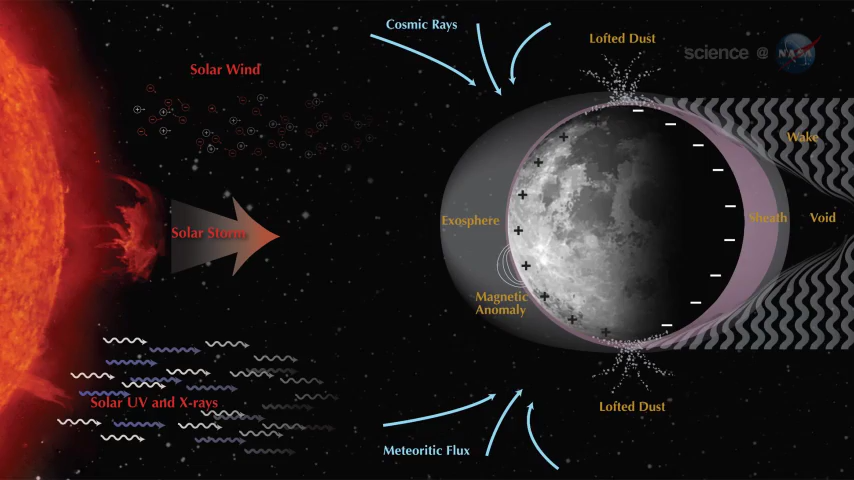 Cosmic Rays
Lofted Dust
science @ NASA
Solar Wind
Wake
Exosphere
Sheath
Void
Solar Storm
Magnetic
Anomaly
Solar UV and X-rays
Lofted Dust
Meteoritic Flux